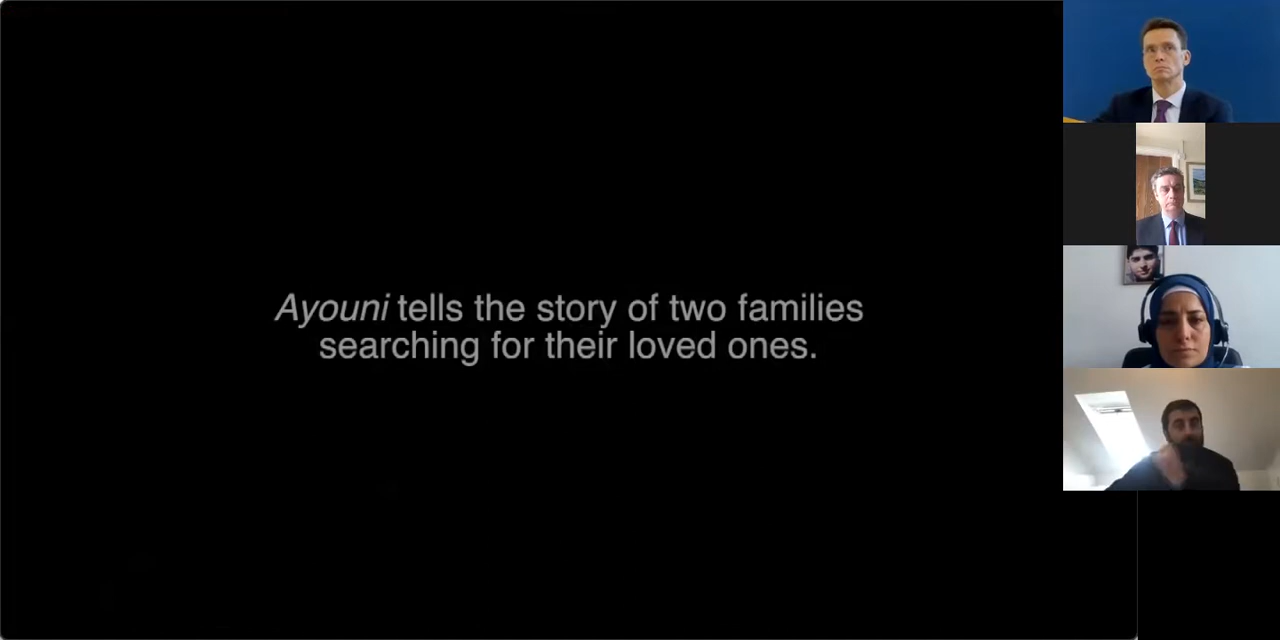 Ayouni tells the story of two families
searching for their loved ones.